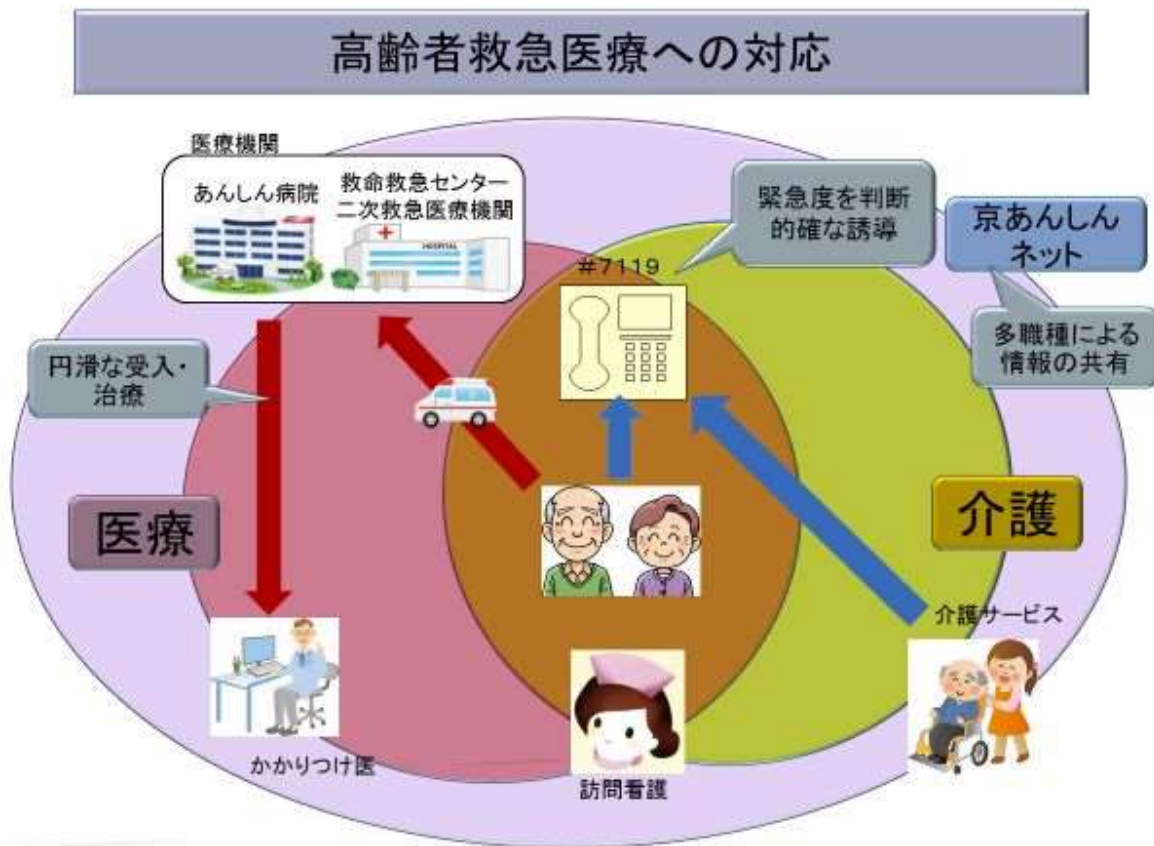 高齢者救急医療への対応
医療機関
あんしん病院
救命救急センター
二次救急医療機関
HOSPITAL
緊急度を判断
的確な誘導
京あんしん
ネット
#7119
多職種による
情報の共有
円滑な受入・
治療
医療
介護
介護サービス
かかりつけ医
訪問看護